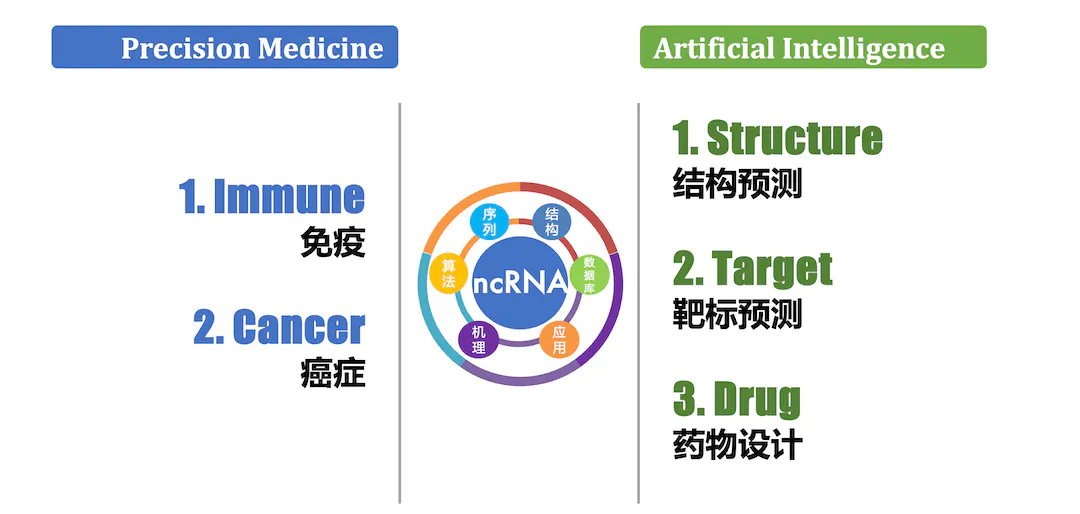 Precision Medicine
Artificial Intelligence
1. Immune
免疫
2. Cancer
癌症
序
列
结
构
算
法
ncRNA
数
据
库
机
理
应
用
1. Structure
结构预测
2. Target
靶标预测
3. Drug
药物设计